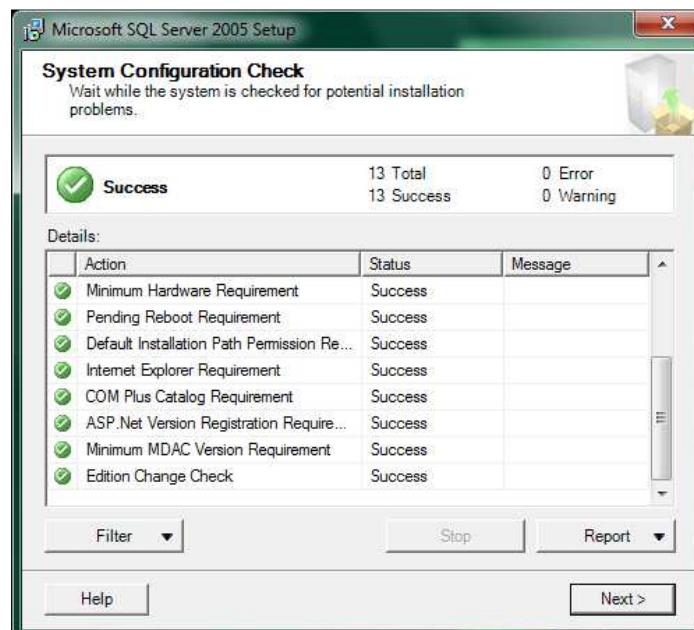 Microsoft SQL Server 2005 Setup
System Configuration Check
Wait while the system is checked for potential installation
problems.
Success
13 Total
0 Error
13 Success
0 Warning
Details:
Action Status Message
Minimum Hardware Requirement Success
Pending Reboot Requirement Success
Default Installation Path Permission Re... Success
Internet Explorer Requirement Success
COM Plus Catalog Requirement Success
ASP.Net Version Registration Require... Success
Minimum MDAC Version Requirement Success
Edition Change Check Success
Filter Stop Report
Help Next >